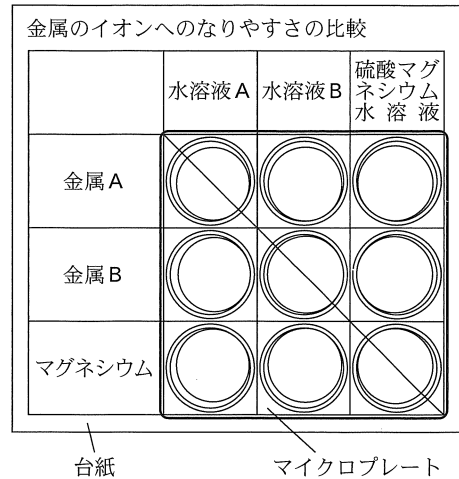 金属のイオンへのなりやすさの比較
水溶液A
水溶液B
硫酸マグ
ネシウム
水溶液
金属A
金属B
マグネシウム
台紙
マイクロプレート